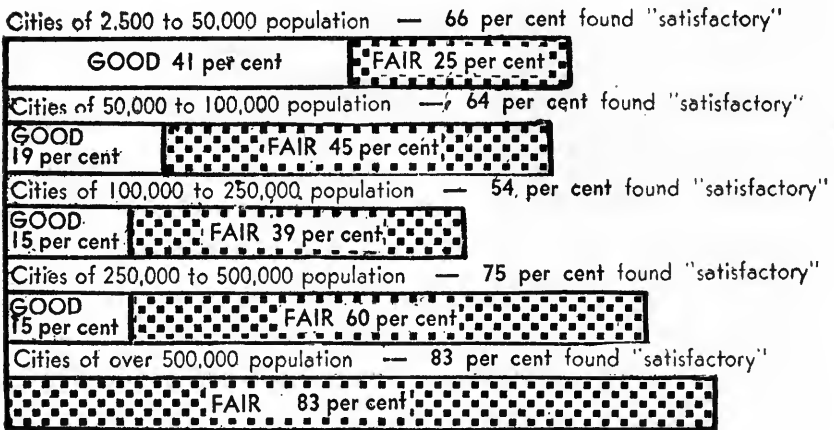 Cities of 2,500 to 50,000 population — 66 per cent found "satisfactory"
GOOD 41 per cent FAIR 25 per cent
Cities of 50,000 to 100,000 population — 64 per cent found "satisfactory"
GOOD
19 per cent FAIR 45 per cent
Cities of 100,000 to 250,000 population — 54 per cent found "satisfactory"
GOOD
15 per cent FAIR 39 per cent
Cities of 250,000 to 500,000 population — 75 per cent found "satisfactory"
GOOD
15 per cent FAIR 60 per cent
Cities of over 500,000 population — 83 per cent found "satisfactory"
FAIR 83 per cent